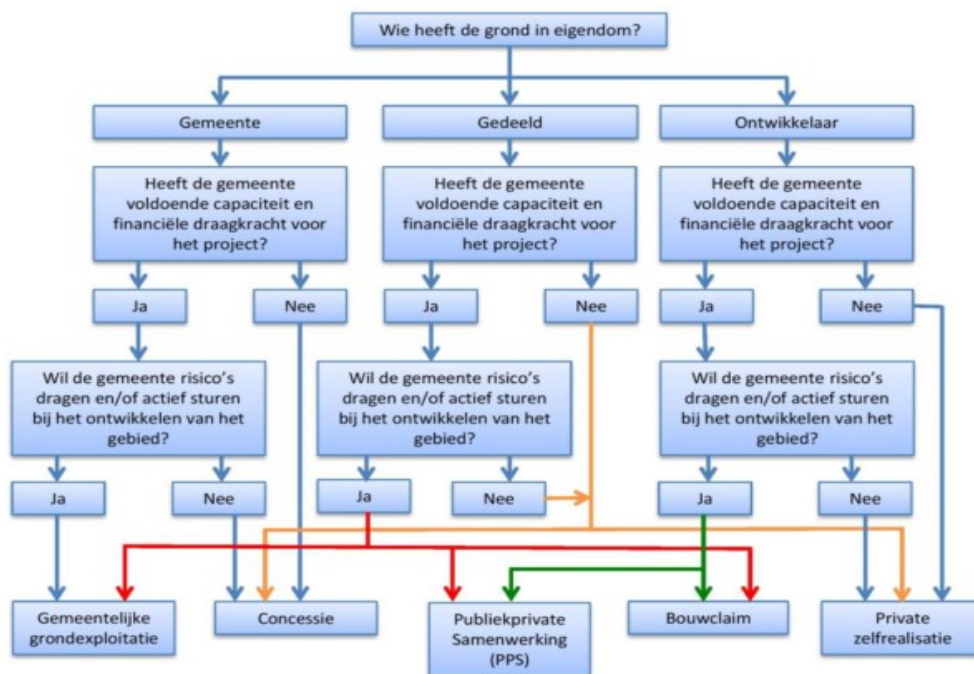 Wie heeft de grond in eigendom?
Gemeente
Gedeeld
Ontwikkelaar
Heeft de gemeente
voldoende capaciteit en
financiële draagkracht voor
het project?
Heeft de gemeente
voldoende capaciteit en
financiële draagkracht voor
het project?
Heeft de gemeente
voldoende capaciteit en
financiële draagkracht voor
het project?
Ja
Nee
Ja
Nee
Ja
Nee
Wil de gemeente risico's
dragen en/of actief sturen
bij het ontwikkelen van het
gebied?
Wil de gemeente risico's
dragen en/of actief sturen
bij het ontwikkelen van het
gebied?
Wil de gemeente risico's
dragen en/of actief sturen
bij het ontwikkelen van het
gebied?
Ja
Nee
Ja
Nee
Ja
Nee
Gemeentelijke
grondexploitatie
Concessie
Publiekprivate
Samenwerking
(PPS)
Bouwclaim
Private
zelfrealisatie